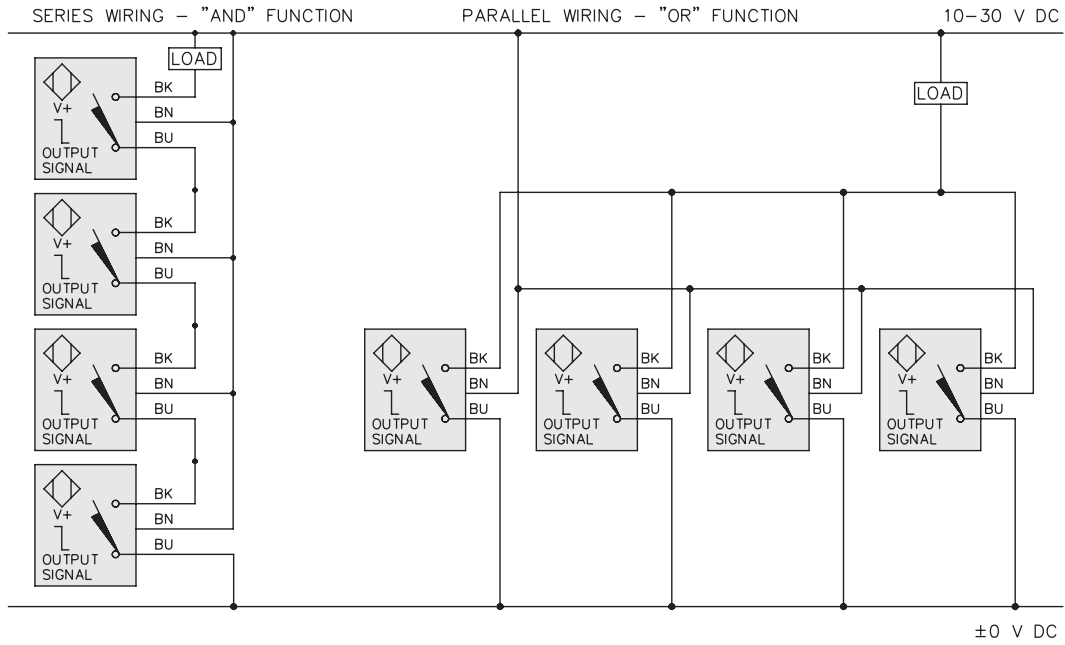 SERIES WIRING – "AND" FUNCTION
PARALLEL WIRING – "OR" FUNCTION
10–30 V DC
LOAD
BK
V+
BN
BU
OUTPUT
SIGNAL
BK
V+
BN
BU
OUTPUT
SIGNAL
BK
V+
BN
BU
OUTPUT
SIGNAL
BK
V+
BN
BU
OUTPUT
SIGNAL
LOAD
BK
V+
BN
BU
OUTPUT
SIGNAL
BK
V+
BN
BU
OUTPUT
SIGNAL
BK
V+
BN
BU
OUTPUT
SIGNAL
BK
V+
BN
BU
OUTPUT
SIGNAL
±0 V DC